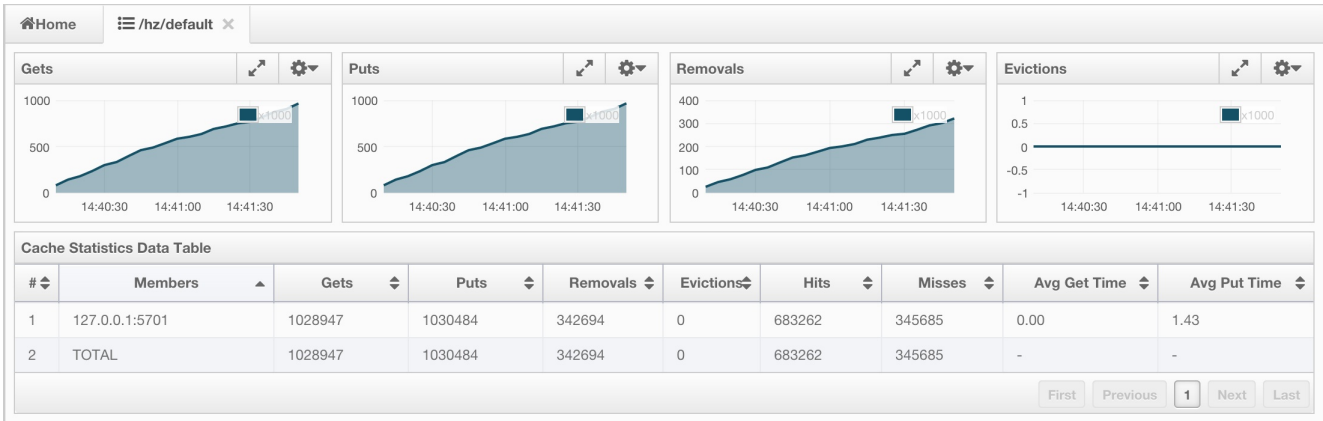 Home /hz/default
Gets Puts Removals Evictions
1000 1000 400 1
x1000 x1000 x1000 x1000
300 0.5
500 500 200 0
100 -0.5
0 0 0 -1
14:40:30 14:41:00 14:41:30 14:40:30 14:41:00 14:41:30 14:40:30 14:41:00 14:41:30 14:40:30 14:41:00 14:41:30
Cache Statistics Data Table
# Members Gets Puts Removals Evictions Hits Misses Avg Get Time Avg Put Time
1 127.0.0.1:5701 1028947 1030484 342694 0 683262 345685 0.00 1.43
2 TOTAL 1028947 1030484 342694 0 683262 345685 - -
First Previous 1 Next Last